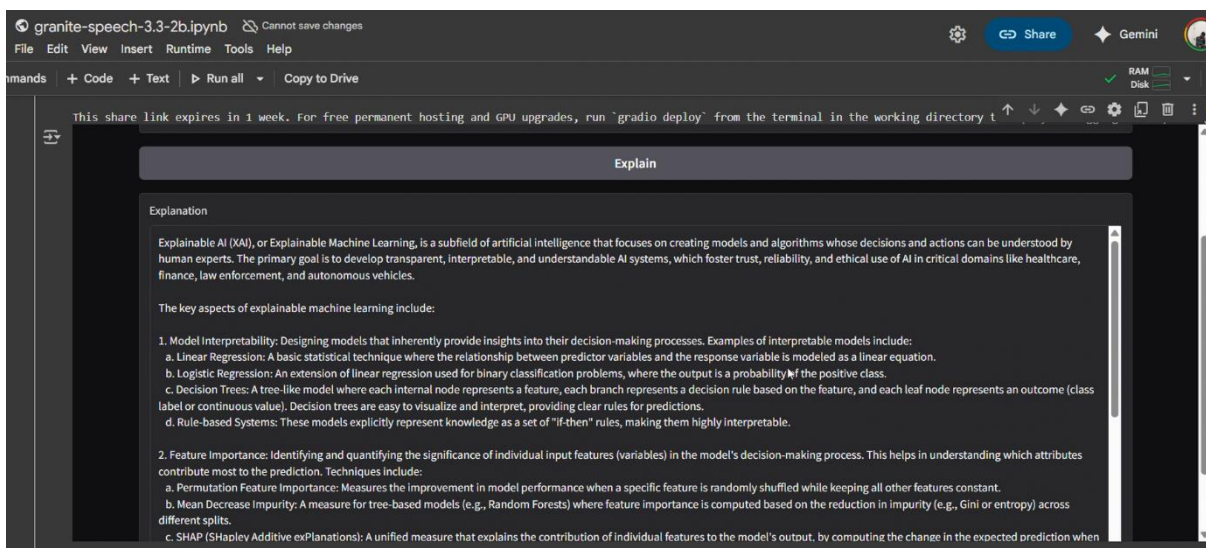 granite-speech-3.3-2b.ipynb Cannot save changes
Share Gemini
File Edit View Insert Runtime Tools Help
mmands + Code + Text Run all Copy to Drive
RAM
Disk
This share link expires in 1 week. For free permanent hosting and GPU upgrades, run `gradio deploy` from the terminal in the working directory t
Explain
Explanation
Explainable AI (XAI), or Explainable Machine Learning, is a subfield of artificial intelligence that focuses on creating models and algorithms whose decisions and actions can be understood by
human experts. The primary goal is to develop transparent, interpretable, and understandable AI systems, which foster trust, reliability, and ethical use of AI in critical domains like healthcare,
finance, law enforcement, and autonomous vehicles.
The key aspects of explainable machine learning include:
1. Model Interpretability: Designing models that inherently provide insights into their decision-making processes. Examples of interpretable models include:
a. Linear Regression: A basic statistical technique where the relationship between predictor variables and the response variable is modeled as a linear equation.
b. Logistic Regression: An extension of linear regression used for binary classification problems, where the output is a probability of the positive class.
c. Decision Trees: A tree-like model where each internal node represents a feature, each branch represents a decision rule based on the feature, and each leaf node represents an outcome (class
label or continuous value). Decision trees are easy to visualize and interpret, providing clear rules for predictions.
d. Rule-based Systems: These models explicitly represent knowledge as a set of "if-then" rules, making them highly interpretable.
2. Feature Importance: Identifying and quantifying the significance of individual input features (variables) in the model's decision-making process. This helps in understanding which attributes
contribute most to the prediction. Techniques include:
a. Permutation Feature Importance: Measures the improvement in model performance when a specific feature is randomly shuffled while keeping all other features constant.
b. Mean Decrease Impurity: A measure for tree-based models (e.g., Random Forests) where feature importance is computed based on the reduction in impurity (e.g., Gini or entropy) across
different splits.
c. SHAP (SHapley Additive exPlanations): A unified measure that explains the contribution of individual features to the model's output, by computing the change in the expected prediction when